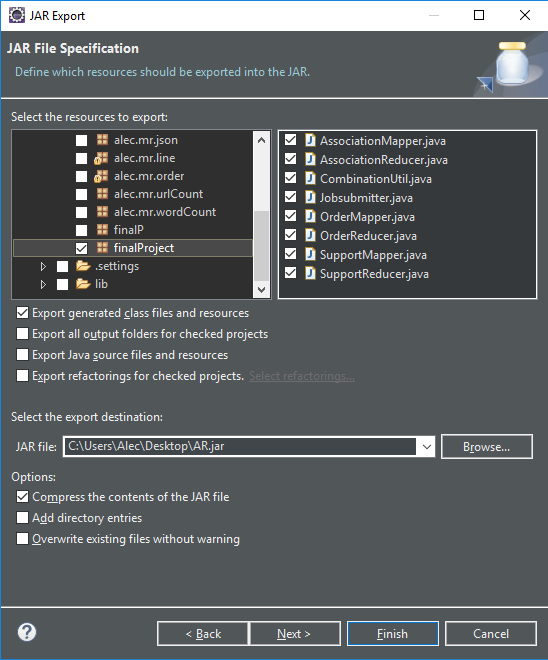 JAR Export
JAR File Specification
Define which resources should be exported into the JAR.
Select the resources to export:
alec.mr.json
alec.mr.line
alec.mr.order
alec.mr.urlCount
alec.mr.wordCount
finalP
finalProject
.settings
lib
AssociationMapper.java
AssociationReducer.java
CombinationUtil.java
Jobsubmitter.java
OrderMapper.java
OrderReducer.java
SupportMapper.java
SupportReducer.java
Export generated class files and resources
Export all output folders for checked projects
Export Java source files and resources
Export refactorings for checked projects. Select refactorings...
Select the export destination:
JAR file: C:\Users\Alec\Desktop\AR.jar Browse...
Options:
Compress the contents of the JAR file
Add directory entries
Overwrite existing files without warning
? < Back Next > Finish Cancel